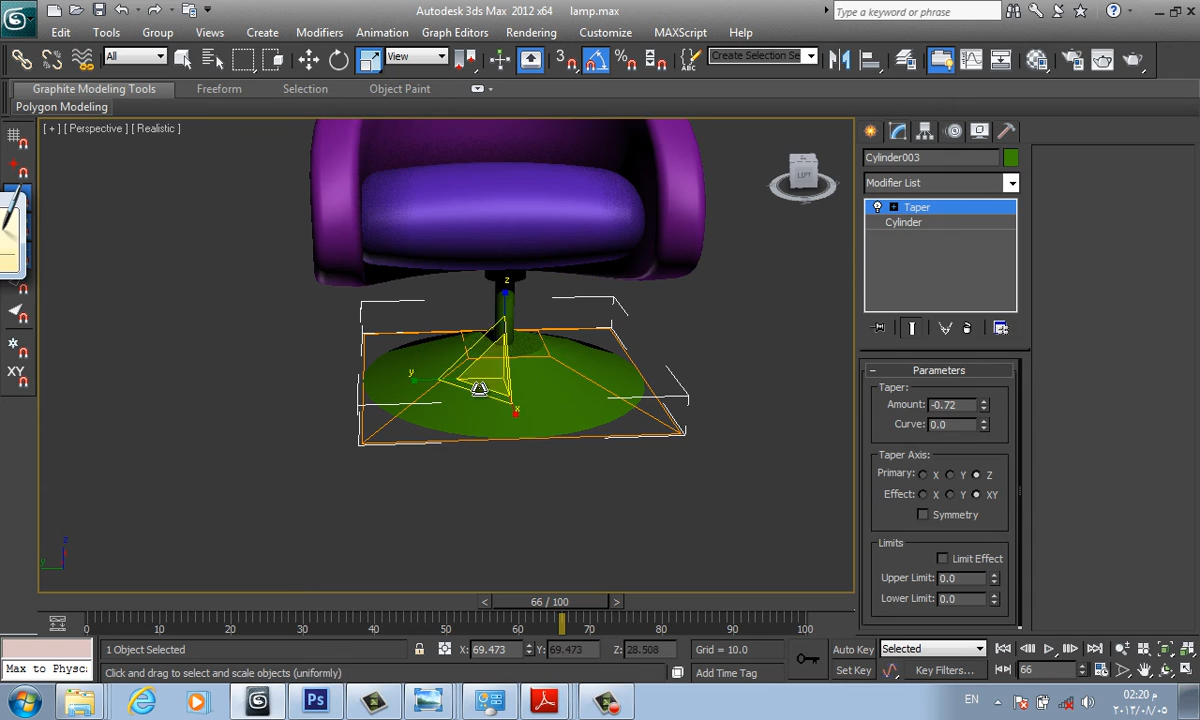 Autodesk 3ds Max 2012 x64 lamp.max
Type a keyword or phrase
Edit Tools Group Views Create Modifiers Animation Graph Editors Rendering Customize MAXScript Help
All View Create Selection Se
Graphite Modeling Tools Freeform Selection Object Paint
Polygon Modeling
[ + ] [ Perspective ] [ Realistic ]
LEFT
Cylinder003
Modifier List
Taper
Cylinder
z
y
x
Parameters
Taper:
Amount: -0.72
Curve: 0.0
Taper Axis:
Primary: X Y Z
Effect: X Y XY
Symmetry
Limits
Limit Effect
Upper Limit: 0.0
Lower Limit: 0.0
XY
z
y
< 66 / 100 >
0 10 20 30 40 50 60 70 80 90 100
1 Object Selected X: 69.473 Y: 69.473 Z: 28.508 Grid = 10.0 Auto Key Selected
Max to Physc: Click and drag to select and scale objects (uniformly) Add Time Tag Set Key Key Filters... 66
Ps
EN
02:20 م
٢٠١٣/٠٨/٠٥